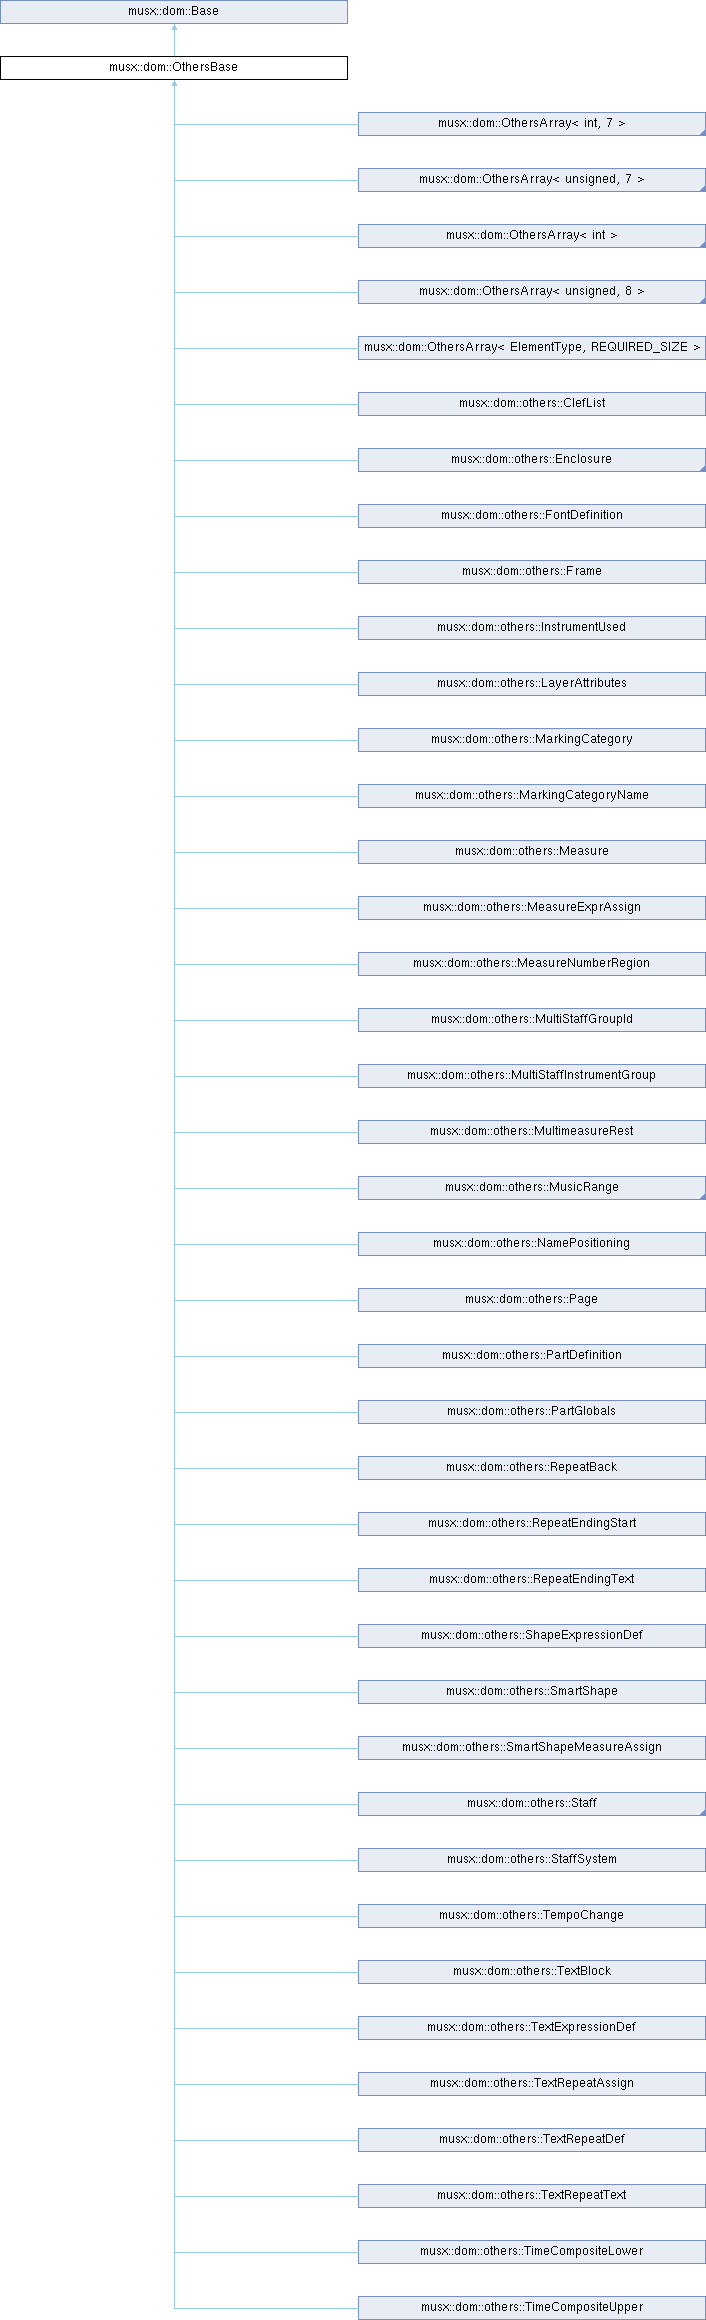 musx::dom::Base
musx::dom::OthersBase
musx::dom::OthersArray< int, 7 >
musx::dom::OthersArray< unsigned, 7 >
musx::dom::OthersArray< int >
musx::dom::OthersArray< unsigned, 8 >
musx::dom::OthersArray< ElementType, REQUIRED_SIZE >
musx::dom::others::ClefList
musx::dom::others::Enclosure
musx::dom::others::FontDefinition
musx::dom::others::Frame
musx::dom::others::InstrumentUsed
musx::dom::others::LayerAttributes
musx::dom::others::MarkingCategory
musx::dom::others::MarkingCategoryName
musx::dom::others::Measure
musx::dom::others::MeasureExprAssign
musx::dom::others::MeasureNumberRegion
musx::dom::others::MultiStaffGroupId
musx::dom::others::MultiStaffInstrumentGroup
musx::dom::others::MultimeasureRest
musx::dom::others::MusicRange
musx::dom::others::NamePositioning
musx::dom::others::Page
musx::dom::others::PartDefinition
musx::dom::others::PartGlobals
musx::dom::others::RepeatBack
musx::dom::others::RepeatEndingStart
musx::dom::others::RepeatEndingText
musx::dom::others::ShapeExpressionDef
musx::dom::others::SmartShape
musx::dom::others::SmartShapeMeasureAssign
musx::dom::others::Staff
musx::dom::others::StaffSystem
musx::dom::others::TempoChange
musx::dom::others::TextBlock
musx::dom::others::TextExpressionDef
musx::dom::others::TextRepeatAssign
musx::dom::others::TextRepeatDef
musx::dom::others::TextRepeatText
musx::dom::others::TimeCompositeLower
musx::dom::others::TimeCompositeUpper